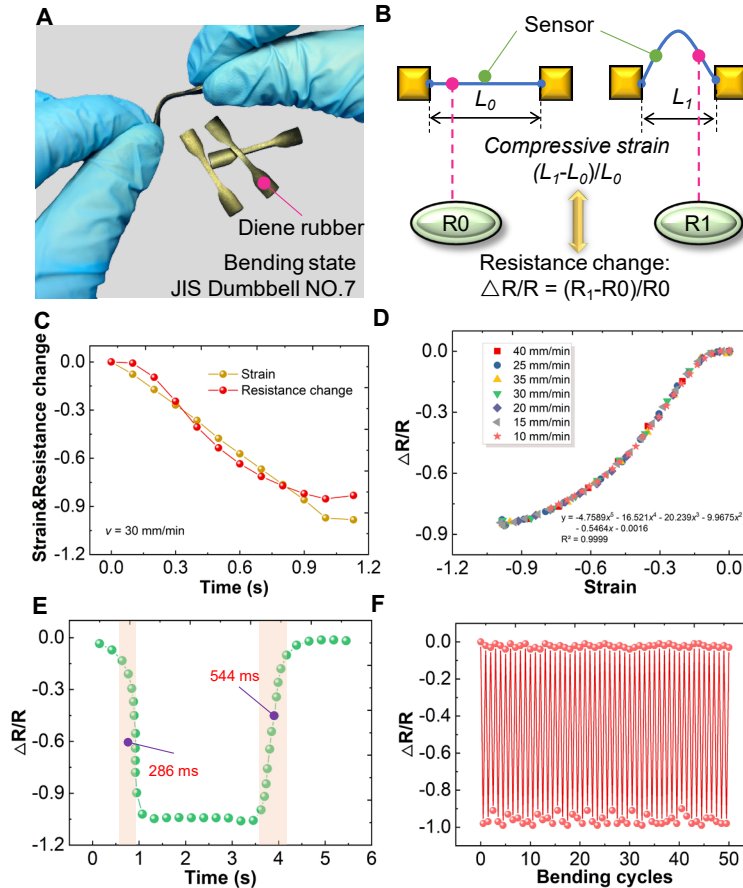 A
Diene rubber
Bending state
JIS Dumbbell NO.7
B
Sensor
L₀
L₁
Compressive strain
(L₁-L₀)/L₀
R0
R1
Resistance change:
△R/R = (R₁-R0)/R0
C
Strain&Resistance change
0.0
-0.3
-0.6
-0.9
-1.2
Strain
Resistance change
v = 30 mm/min
0.0 0.3 0.6 0.9 1.2
Time (s)
D
△R/R
0.0
-0.3
-0.6
-0.9
40 mm/min
25 mm/min
35 mm/min
30 mm/min
20 mm/min
15 mm/min
10 mm/min
y = -4.7589x⁵ - 16.521x⁴ - 20.239x³ - 9.9675x²
- 0.5464x - 0.0016
R² = 0.9999
-1.2 -0.9 -0.6 -0.3 0.0
Strain
E
△R/R
0.0
-0.3
-0.6
-0.9
-1.2
544 ms
286 ms
0 1 2 3 4 5 6
Time (s)
F
△R/R
0.0
-0.2
-0.4
-0.6
-0.8
-1.0
0 10 20 30 40 50
Bending cycles